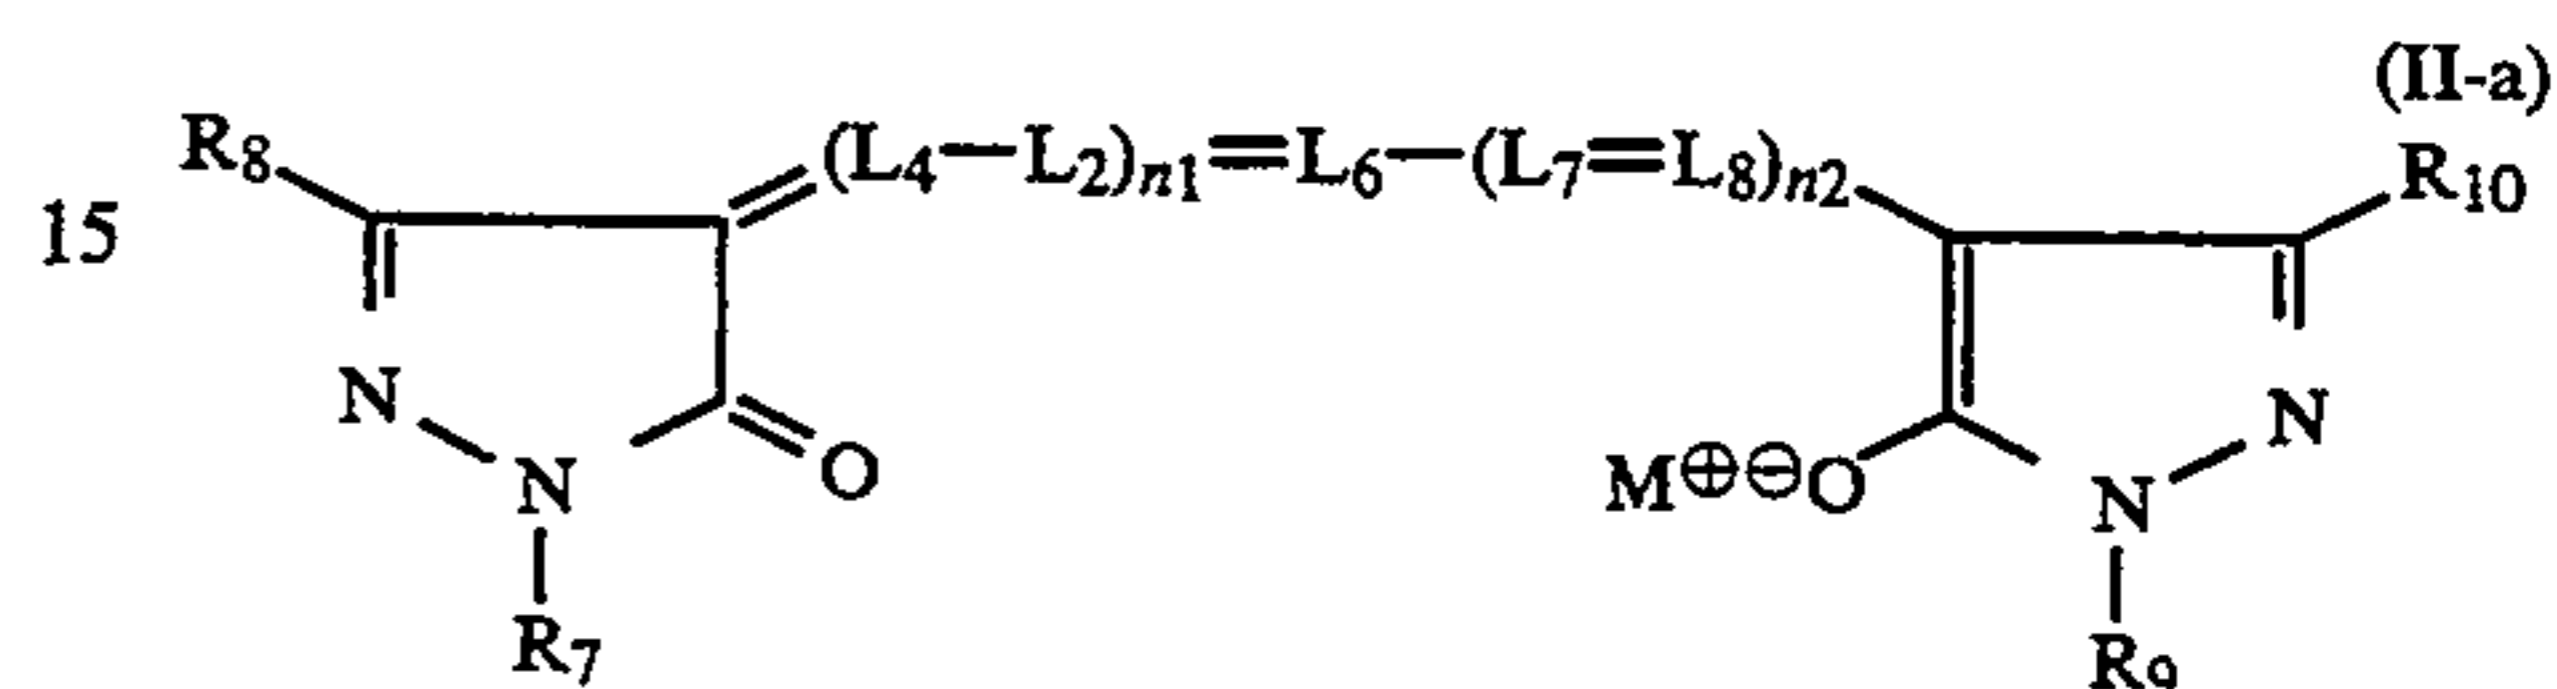 (II-a)
R8 (L4—L2)n1=L6—(L7=L8)n2 R10
15
N N
M⊕⊖O
O
N N
R7 R9